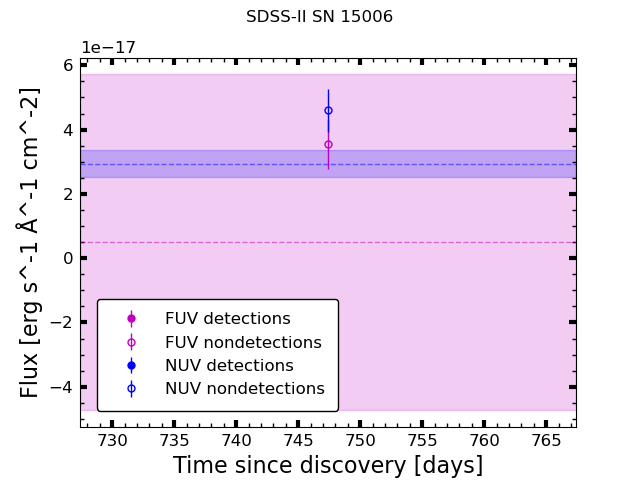 SDSS-II SN 15006
1e−17
6
4
2
0
−2
−4
Flux [erg s^-1 Å^-1 cm^-2]
FUV detections
FUV nondetections
NUV detections
NUV nondetections
730 735 740 745 750 755 760 765
Time since discovery [days]